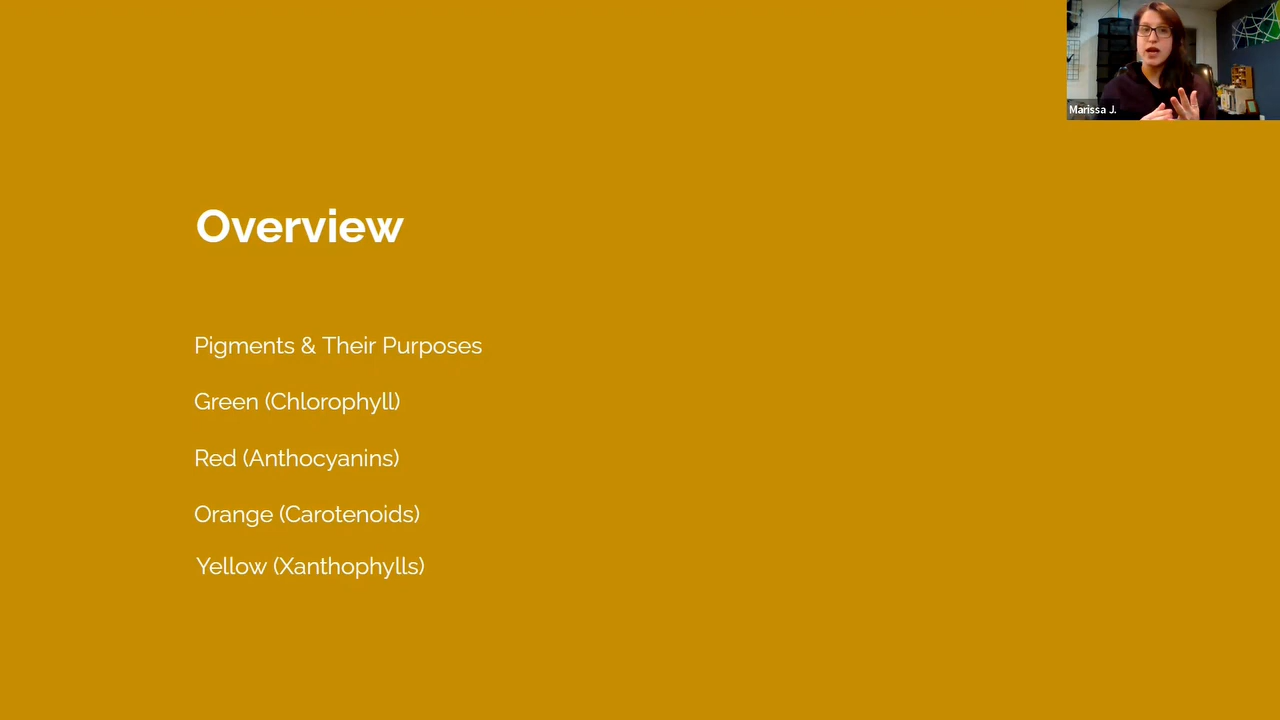 Marissa J.
Overview
Pigments & Their Purposes
Green (Chlorophyll)
Red (Anthocyanins)
Orange (Carotenoids)
Yellow (Xanthophylls)